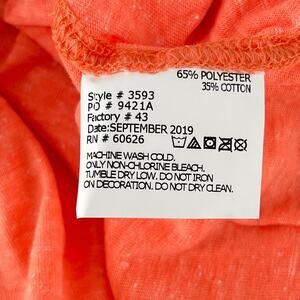 65% POLYESTER
35% COTTON
Style # 3593
PO # 9421A
Factory # 43
Date:SEPTEMBER 2019
RN # 60626
MACHINE WASH COLD.
ONLY NON-CHLORINE BLEACH.
TUMBLE DRY LOW. DO NOT IRON
ON DECORATION. DO NOT DRY CLEAN.